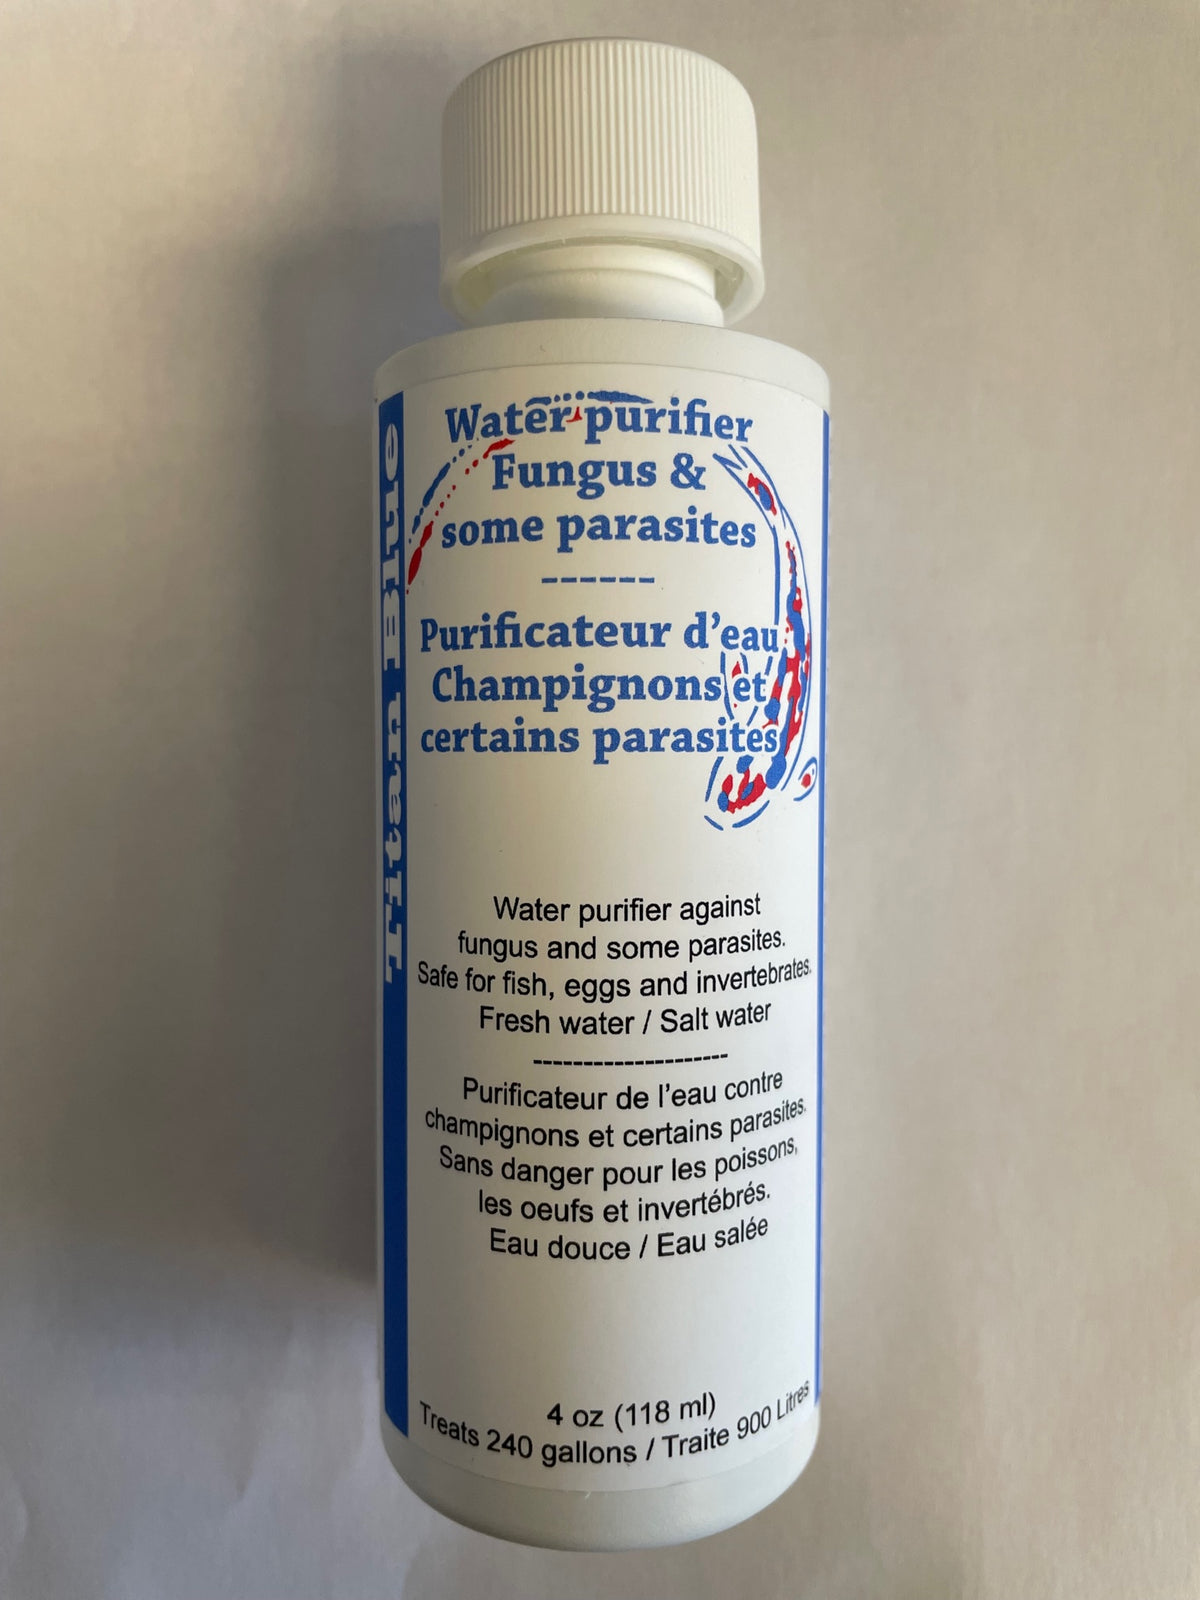 Titan Blue
Water purifier
Fungus &
some parasites
------
Purificateur d'eau
Champignons et
certains parasites
Water purifier against
fungus and some parasites.
Safe for fish, eggs and invertebrates.
Fresh water / Salt water
--------------------
Purificateur de l'eau contre
champignons et certains parasites.
Sans danger pour les poissons,
les oeufs et invertébrés.
Eau douce / Eau salée
4 oz (118 ml)
Treats 240 gallons / Traite 900 Litres